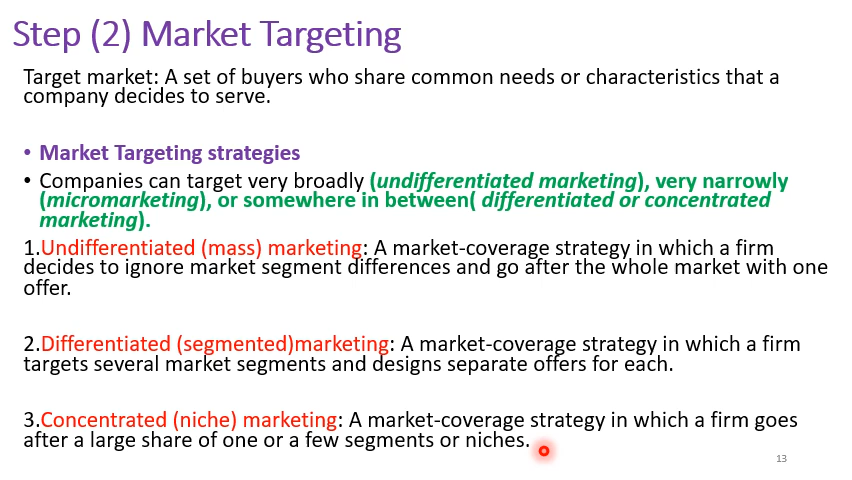 Step (2) Market Targeting
Target market: A set of buyers who share common needs or characteristics that a
company decides to serve.
• Market Targeting strategies
• Companies can target very broadly (undifferentiated marketing), very narrowly
(micromarketing), or somewhere in between( differentiated or concentrated
marketing).
1.Undifferentiated (mass) marketing: A market-coverage strategy in which a firm
decides to ignore market segment differences and go after the whole market with one
offer.
2.Differentiated (segmented)marketing: A market-coverage strategy in which a firm
targets several market segments and designs separate offers for each.
3.Concentrated (niche) marketing: A market-coverage strategy in which a firm goes
after a large share of one or a few segments or niches.
13